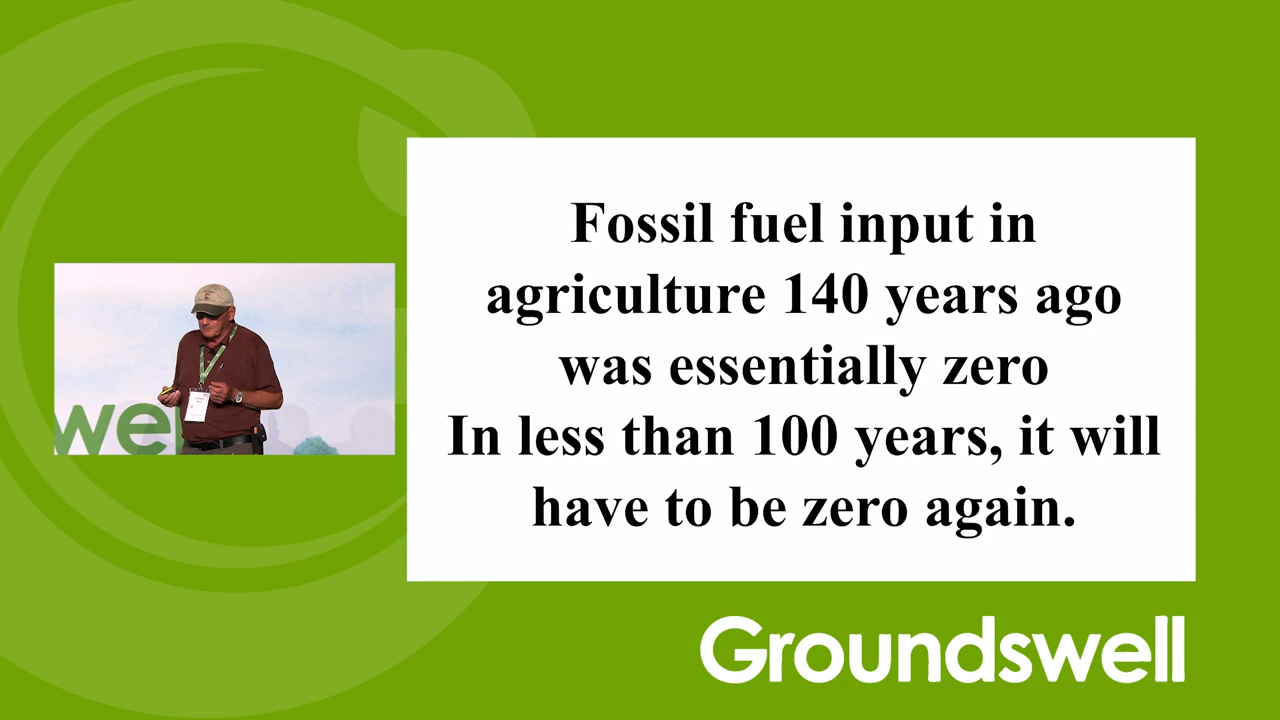 Fossil fuel input in
agriculture 140 years ago
was essentially zero
In less than 100 years, it will
have to be zero again.
Groundswell